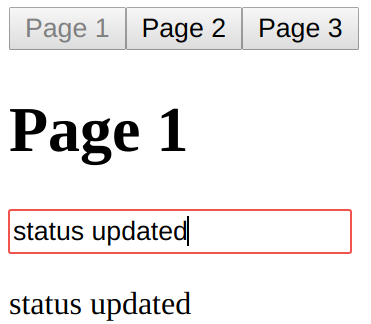 Page 1 Page 2 Page 3
Page 1
status updated
status updated